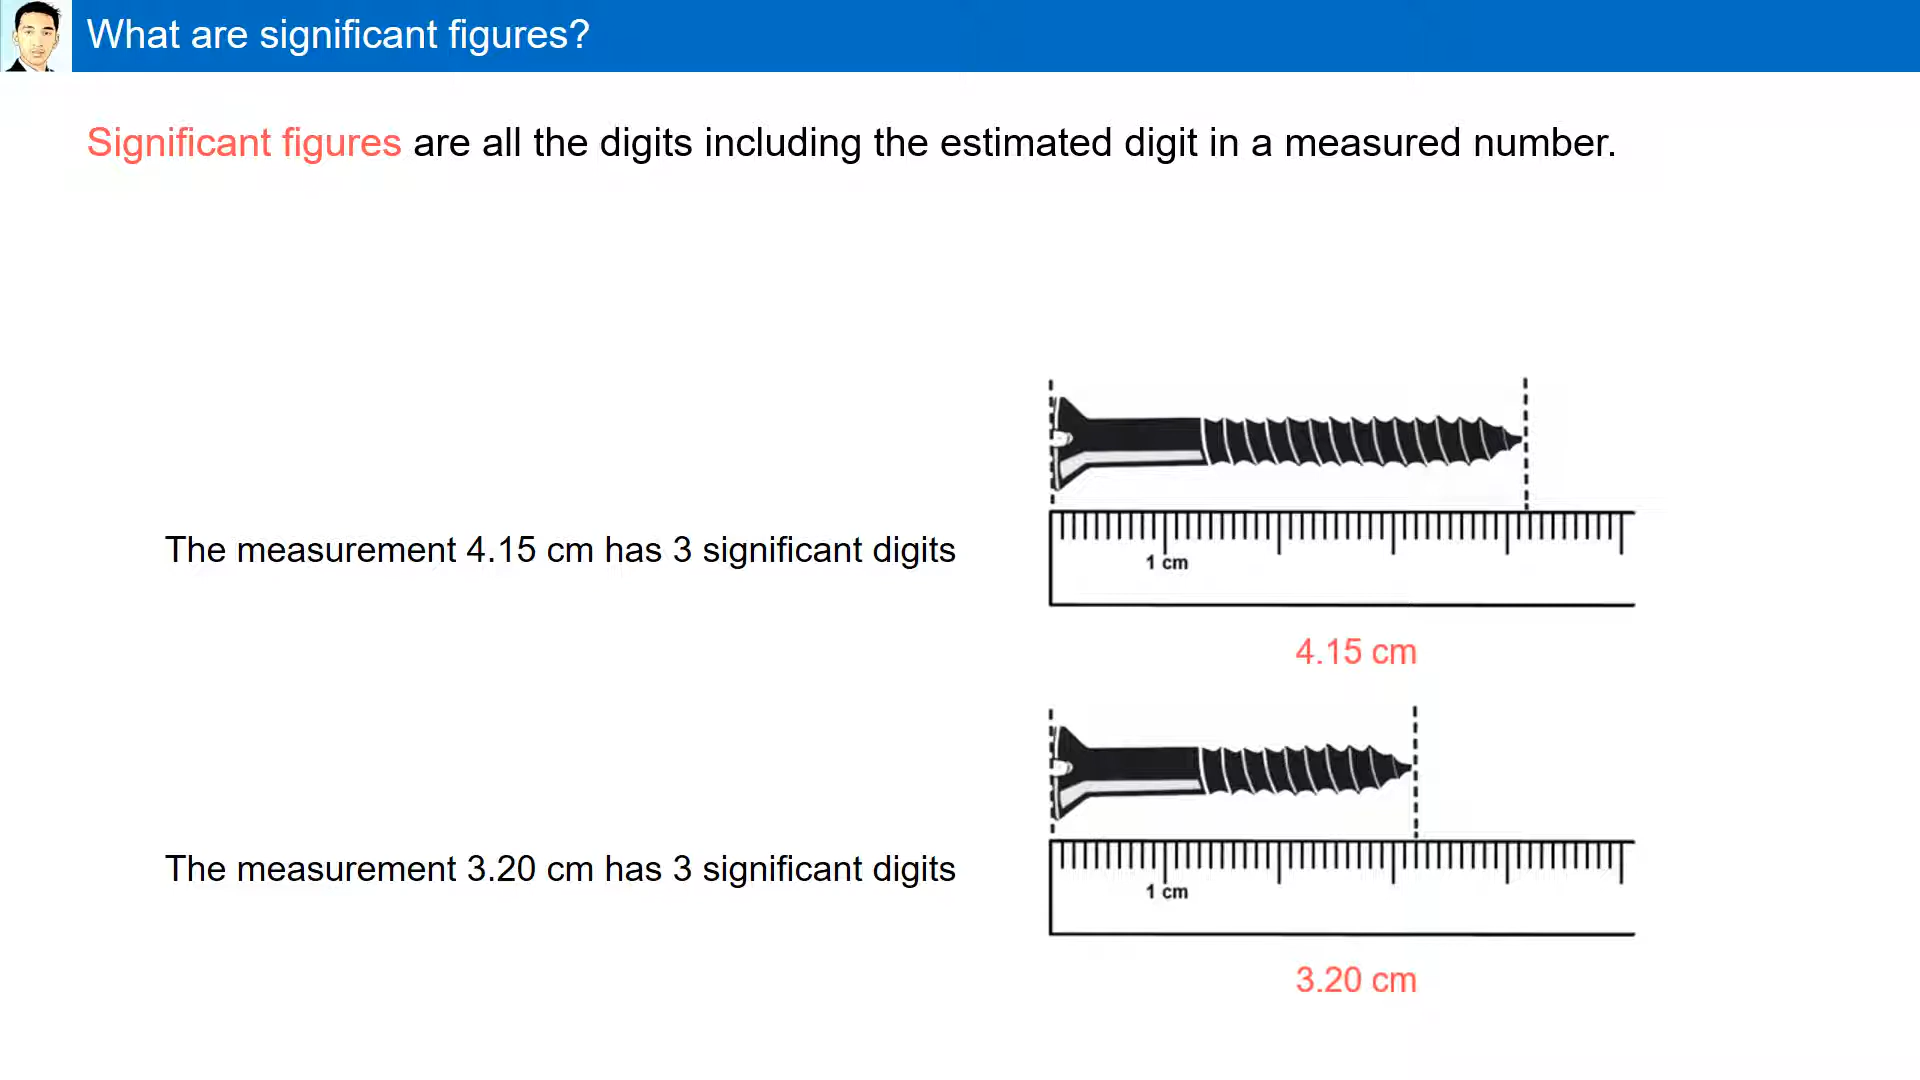 What are significant figures?
Significant figures are all the digits including the estimated digit in a measured number.
The measurement 4.15 cm has 3 significant digits
1 cm
4.15 cm
The measurement 3.20 cm has 3 significant digits
1 cm
3.20 cm